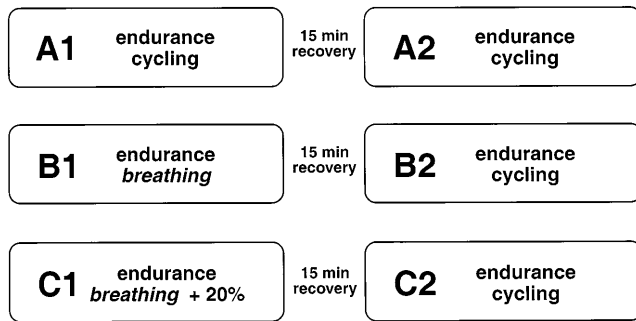 A1 endurance cycling
15 min recovery
A2 endurance cycling
B1 endurance breathing
15 min recovery
B2 endurance cycling
C1 endurance breathing + 20%
15 min recovery
C2 endurance cycling